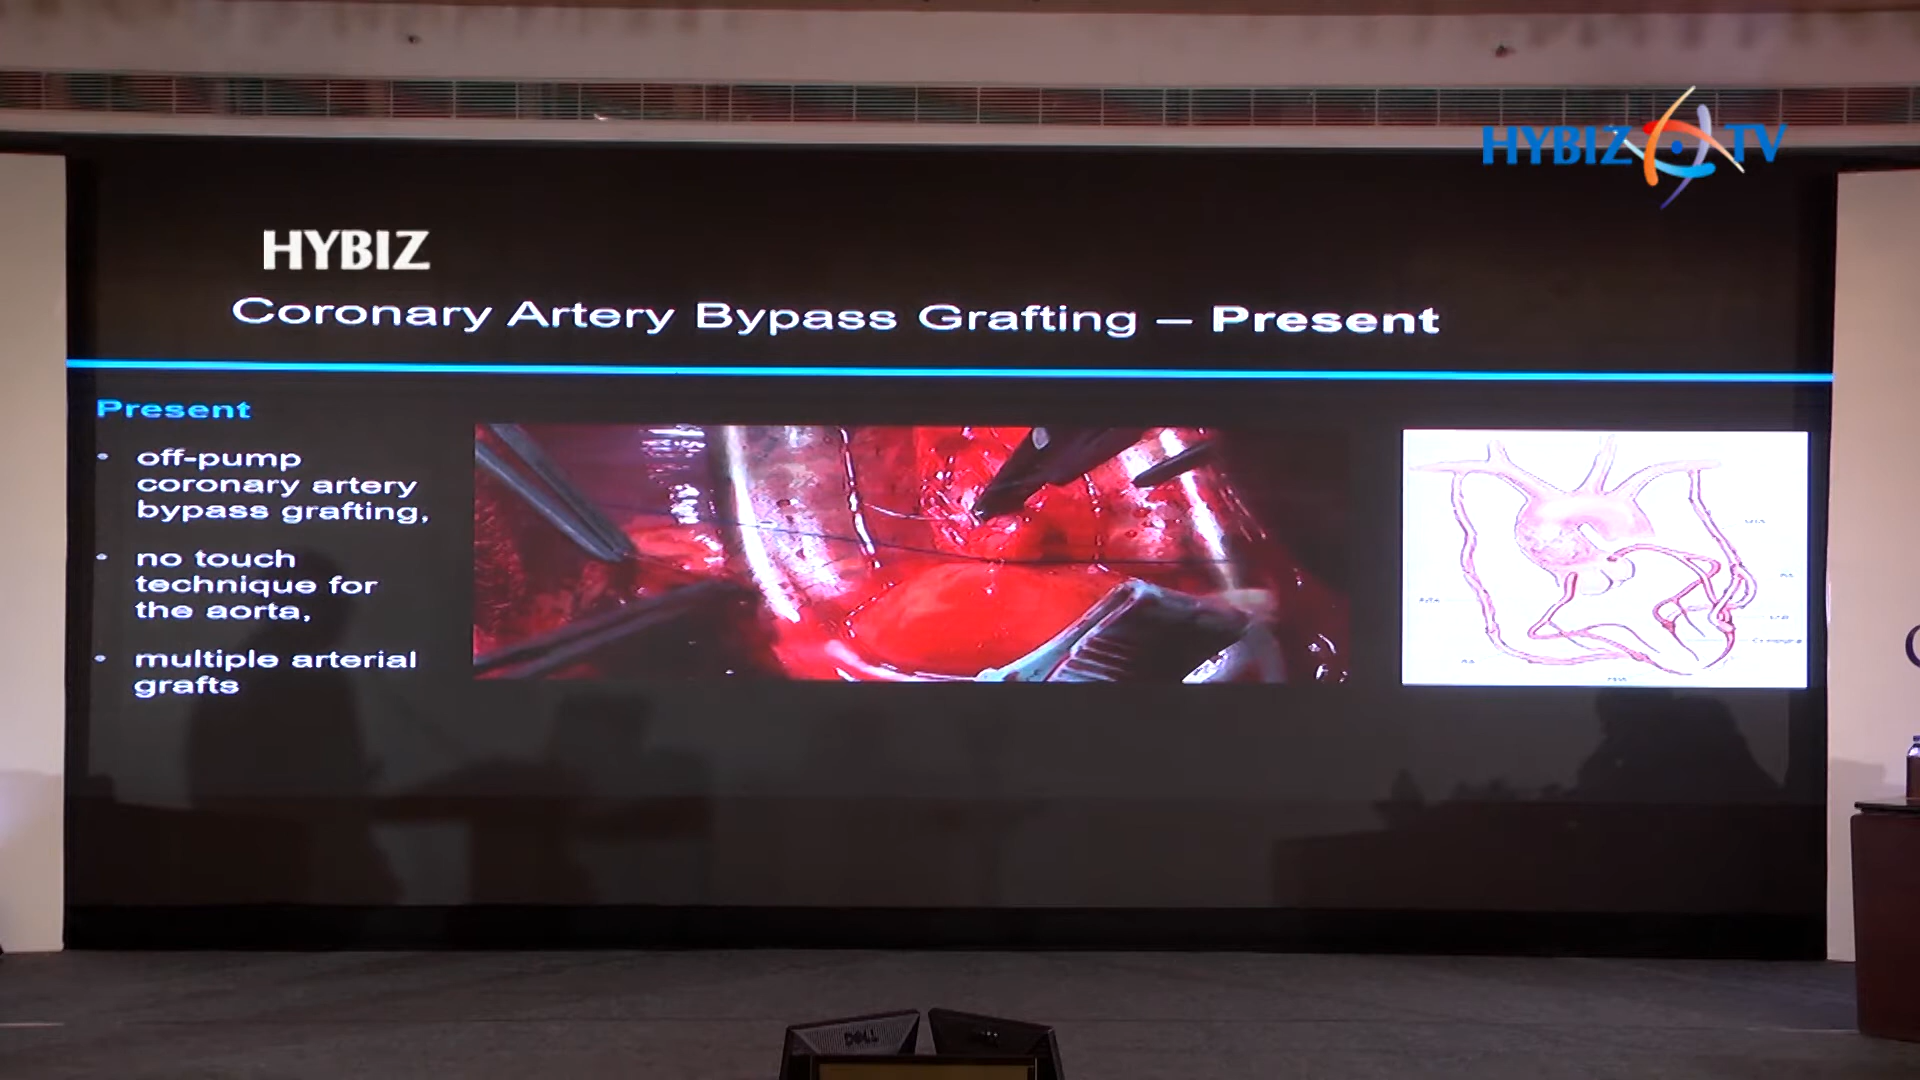 HYBIZ TV
HYBIZ
Coronary Artery Bypass Grafting – Present
Present
• off-pump
coronary artery
bypass grafting,
• no touch
technique for
the aorta,
• multiple arterial
grafts
DELL